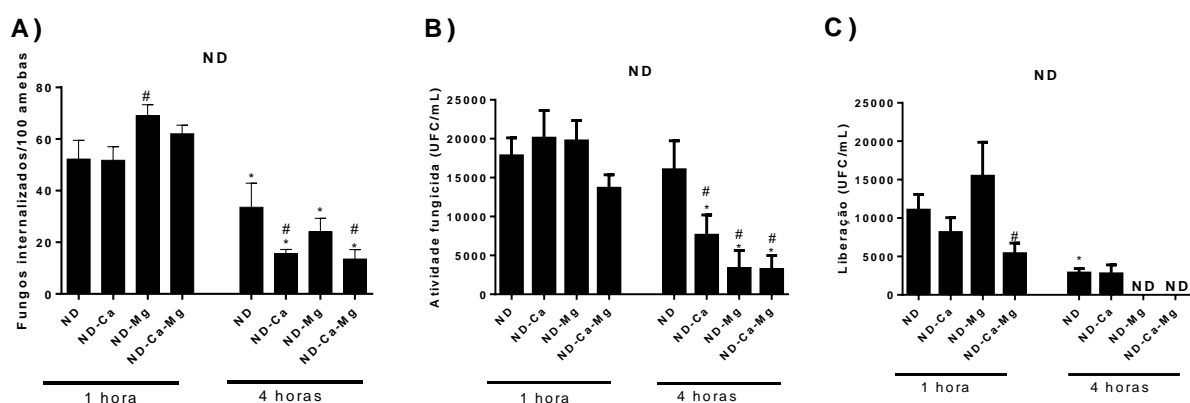 A)
ND
Fungos internalizados/100 amebas
80
60
40
20
0
#
*
#
*
*
#
*
ND
ND-Ca
ND-Mg
ND-Ca-Mg
ND
ND-Ca
ND-Mg
ND-Ca-Mg
1 hora
4 horas
B)
ND
Atividade fungicida (UFC/mL)
25000
20000
15000
10000
5000
0
#
*
#
*
#
*
ND
ND-Ca
ND-Mg
ND-Ca-Mg
ND
ND-Ca
ND-Mg
ND-Ca-Mg
1 hora
4 horas
C)
ND
Liberação (UFC/mL)
25000
20000
15000
10000
5000
0
#
*
ND ND
ND
ND-Ca
ND-Mg
ND-Ca-Mg
ND
ND-Ca
ND-Mg
ND-Ca-Mg
1 hora
4 horas